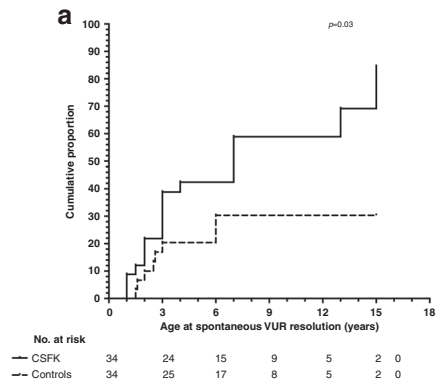 a
p=0.03
100
90
80
70
60
50
40
30
20
10
0
Cumulative proportion
0 3 6 9 12 15 18
Age at spontaneous VUR resolution (years)
No. at risk
CSFK 34 24 15 9 5 2 0
Controls 34 25 17 8 5 2 0